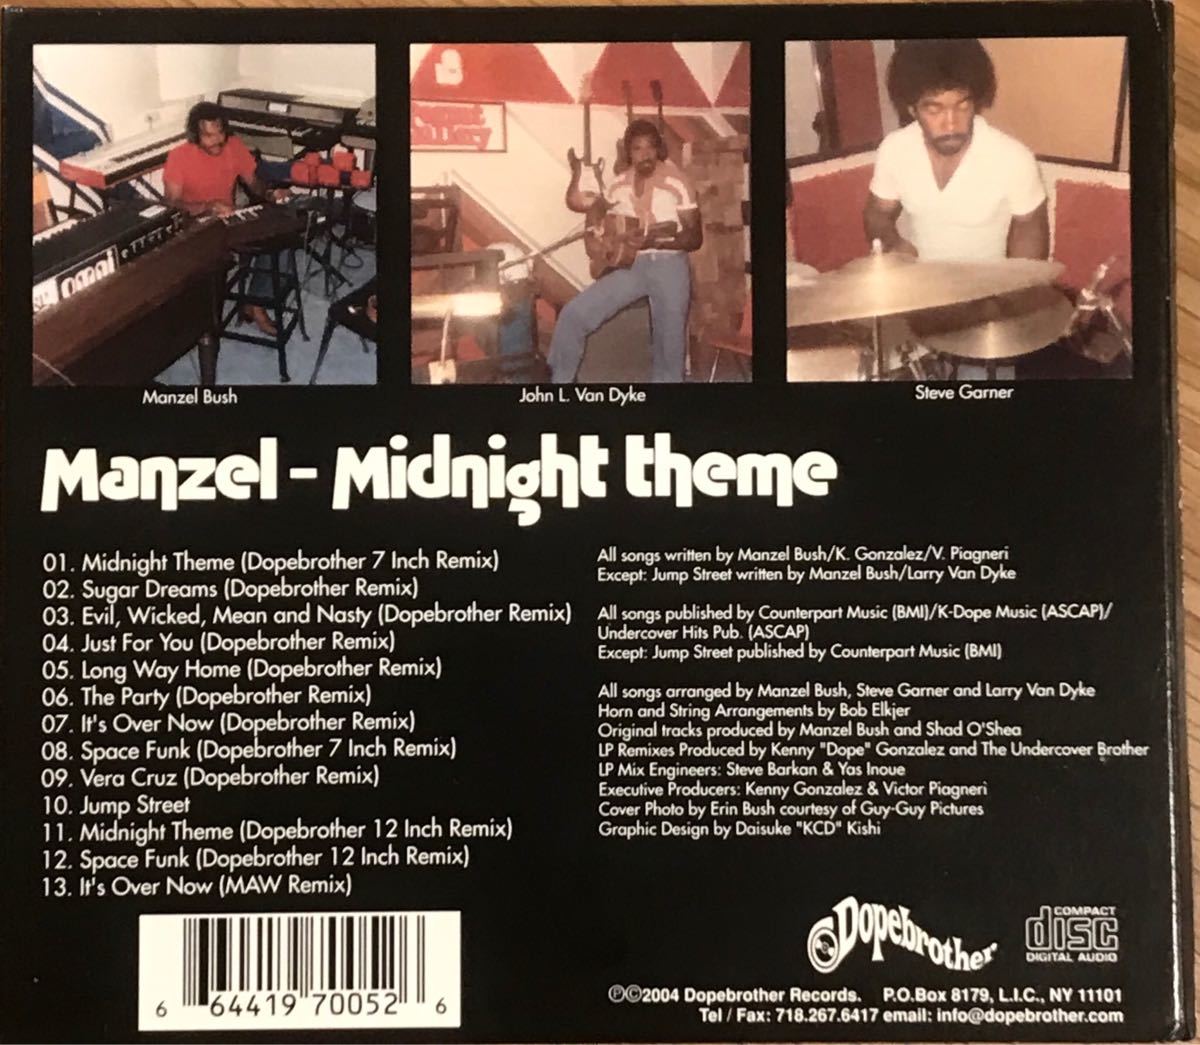 Manzel Bush
John L. Van Dyke
Steve Garner
Manzel - Midnight theme
01. Midnight Theme (Dopebrother 7 Inch Remix)
02. Sugar Dreams (Dopebrother Remix)
03. Evil, Wicked, Mean and Nasty (Dopebrother Remix)
04. Just For You (Dopebrother Remix)
05. Long Way Home (Dopebrother Remix)
06. The Party (Dopebrother Remix)
07. It's Over Now (Dopebrother Remix)
08. Space Funk (Dopebrother 7 Inch Remix)
09. Vera Cruz (Dopebrother Remix)
10. Jump Street
11. Midnight Theme (Dopebrother 12 Inch Remix)
12. Space Funk (Dopebrother 12 Inch Remix)
13. It's Over Now (MAW Remix)
All songs written by Manzel Bush/K. Gonzalez/V. Piagneri
Except: Jump Street written by Manzel Bush/Larry Van Dyke
All songs published by Counterpart Music (BMI)/K-Dope Music (ASCAP)/
Undercover Hits Pub. (ASCAP)
Except: Jump Street published by Counterpart Music (BMI)
All songs arranged by Manzel Bush, Steve Garner and Larry Van Dyke
Horn and String Arrangements by Bob Elkjer
Original tracks produced by Manzel Bush and Shad O'Shea
LP Remixes Produced by Kenny "Dope" Gonzalez and The Undercover Brother
LP Mix Engineers: Steve Barkan & Yas Inoue
Executive Producers: Kenny Gonzalez & Victor Piagneri
Cover Photo by Erin Bush courtesy of Guy-Guy Pictures
Graphic Design by Daisuke "KCD" Kishi
6 64419 70052 6
Dopebrother
COMPACT
disc
DIGITAL AUDIO
℗©2004 Dopebrother Records. P.O.Box 8179, L.I.C., NY 11101
Tel / Fax: 718.267.6417 email: info@dopebrother.com